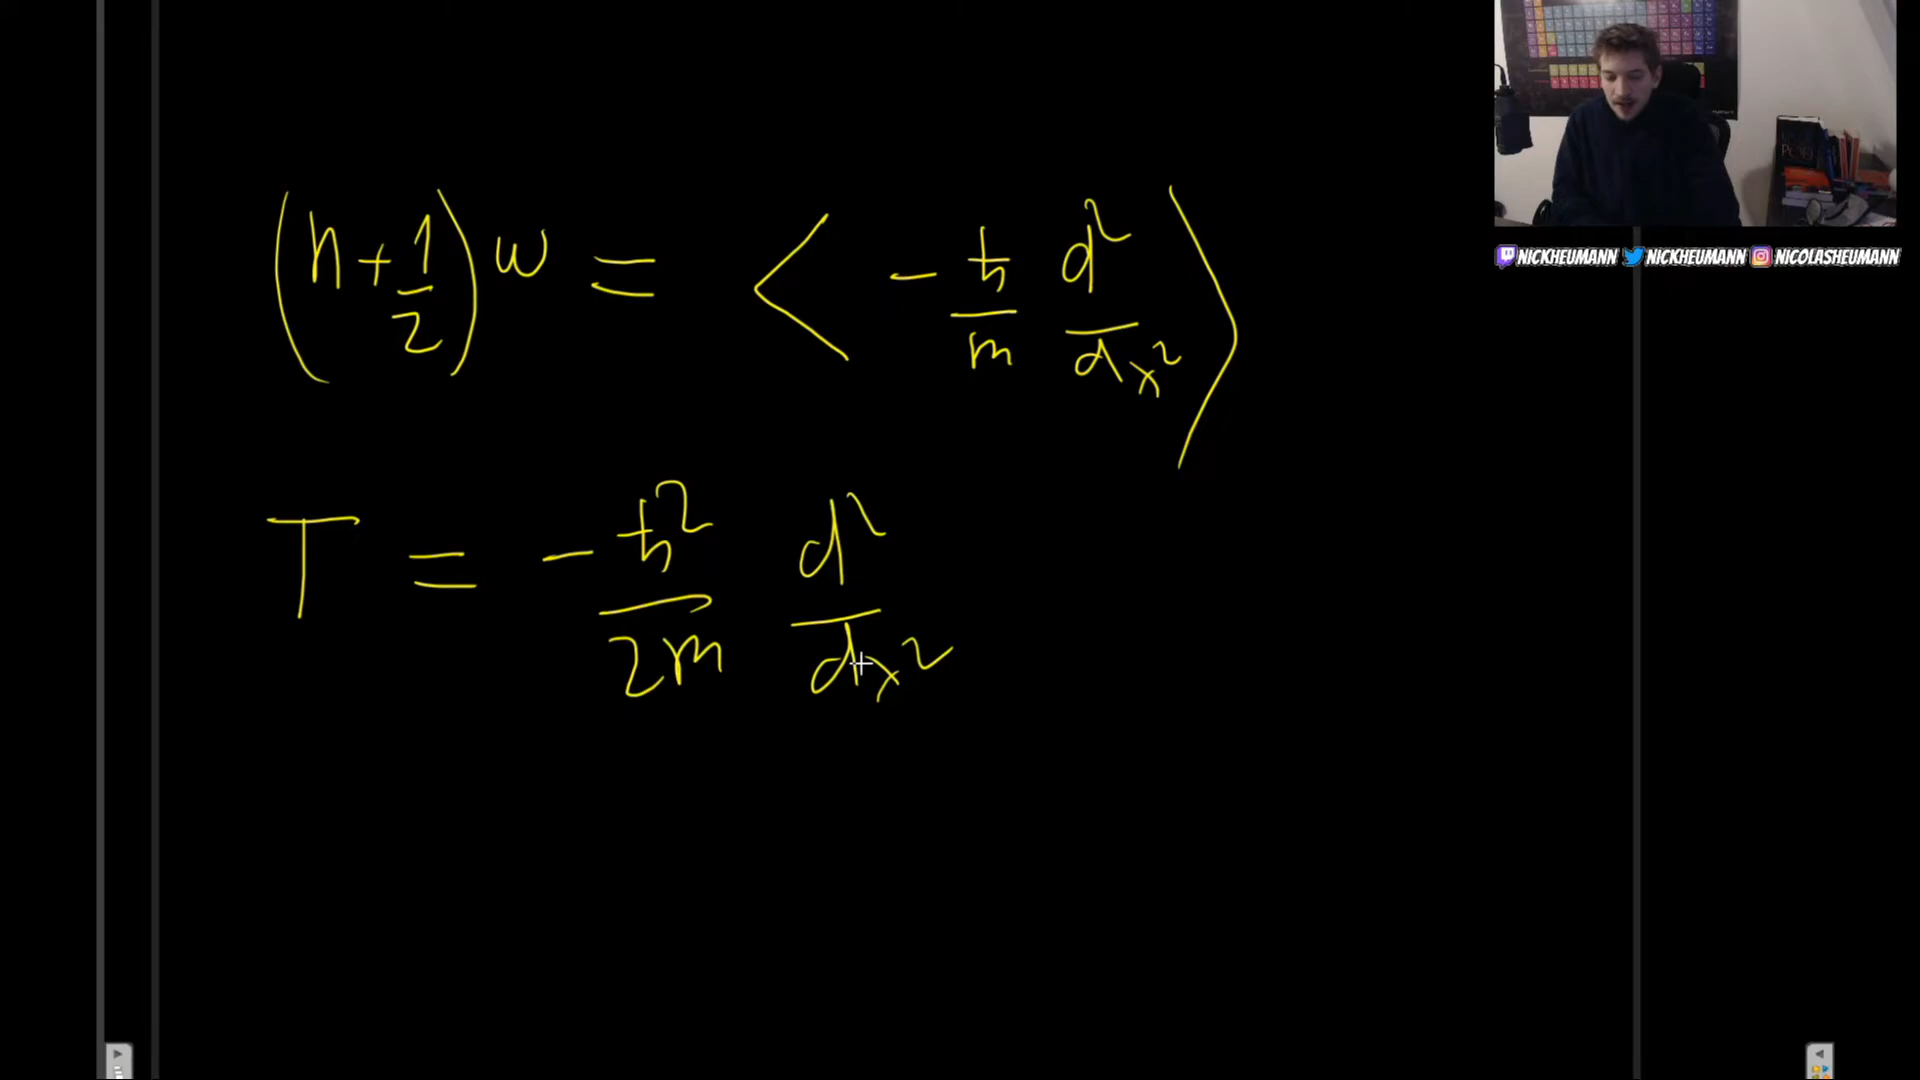 (n + 1/2) w = < - ħ/m d²/dx² >
T = - ħ²/2m d²/dx²
NICKHEUMANN NICKHEUMANN NICOLASHEUMANN